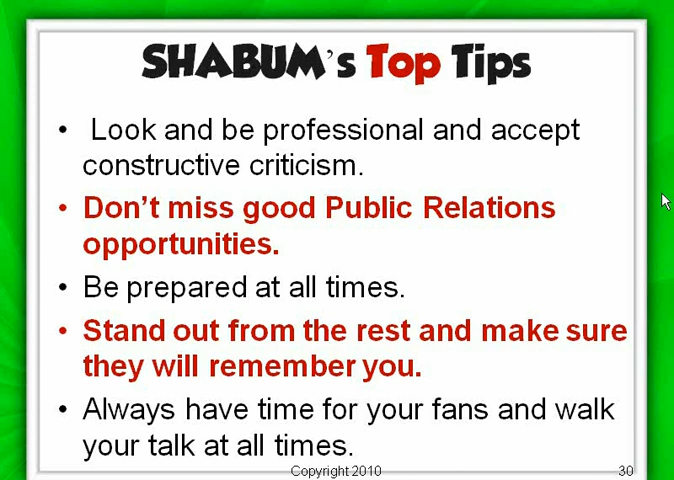 SHABUM's Top Tips
• Look and be professional and accept
constructive criticism.
• Don't miss good Public Relations
opportunities.
• Be prepared at all times.
• Stand out from the rest and make sure
they will remember you.
• Always have time for your fans and walk
your talk at all times.
Copyright 2010
30